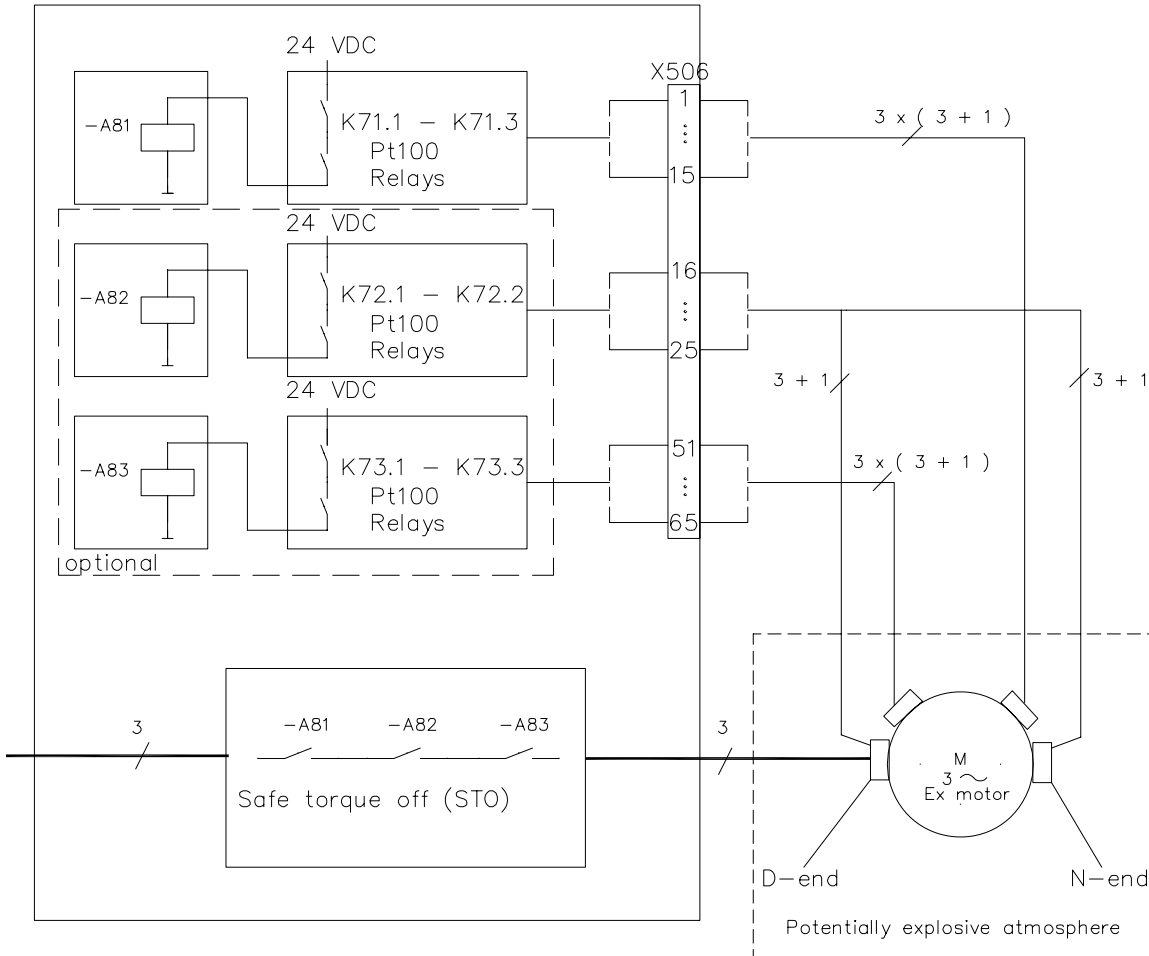 24 VDC
X506
-A81
K71.1 - K71.3
Pt100
Relays
1
15
3 x ( 3 + 1 )
24 VDC
-A82
K72.1 - K72.2
Pt100
Relays
16
25
3 + 1
3 + 1
24 VDC
-A83
K73.1 - K73.3
Pt100
Relays
51
65
3 x ( 3 + 1 )
optional
3
-A81
-A82
-A83
Safe torque off (STO)
3
M
3 ~
Ex motor
D-end
N-end
Potentially explosive atmosphere